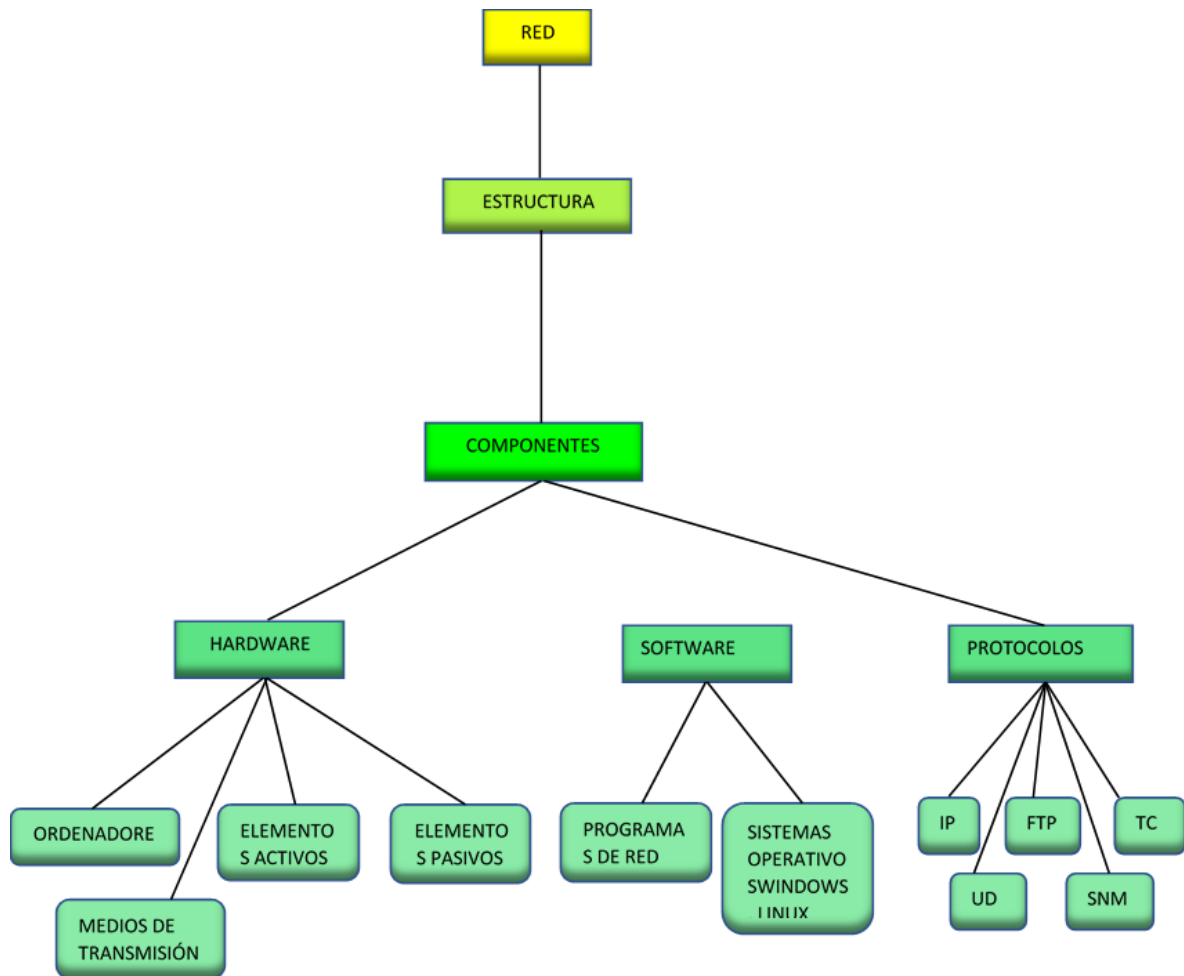 RED
ESTRUCTURA
COMPONENTES
HARDWARE
SOFTWARE
PROTOCOLOS
ORDENADORE
ELEMENTO
S ACTIVOS
ELEMENTO
S PASIVOS
MEDIOS DE
TRANSMISIÓN
PROGRAMA
S DE RED
SISTEMAS
OPERATIVO
SWINDOWS
LINUX
IP
FTP
TC
UD
SNM